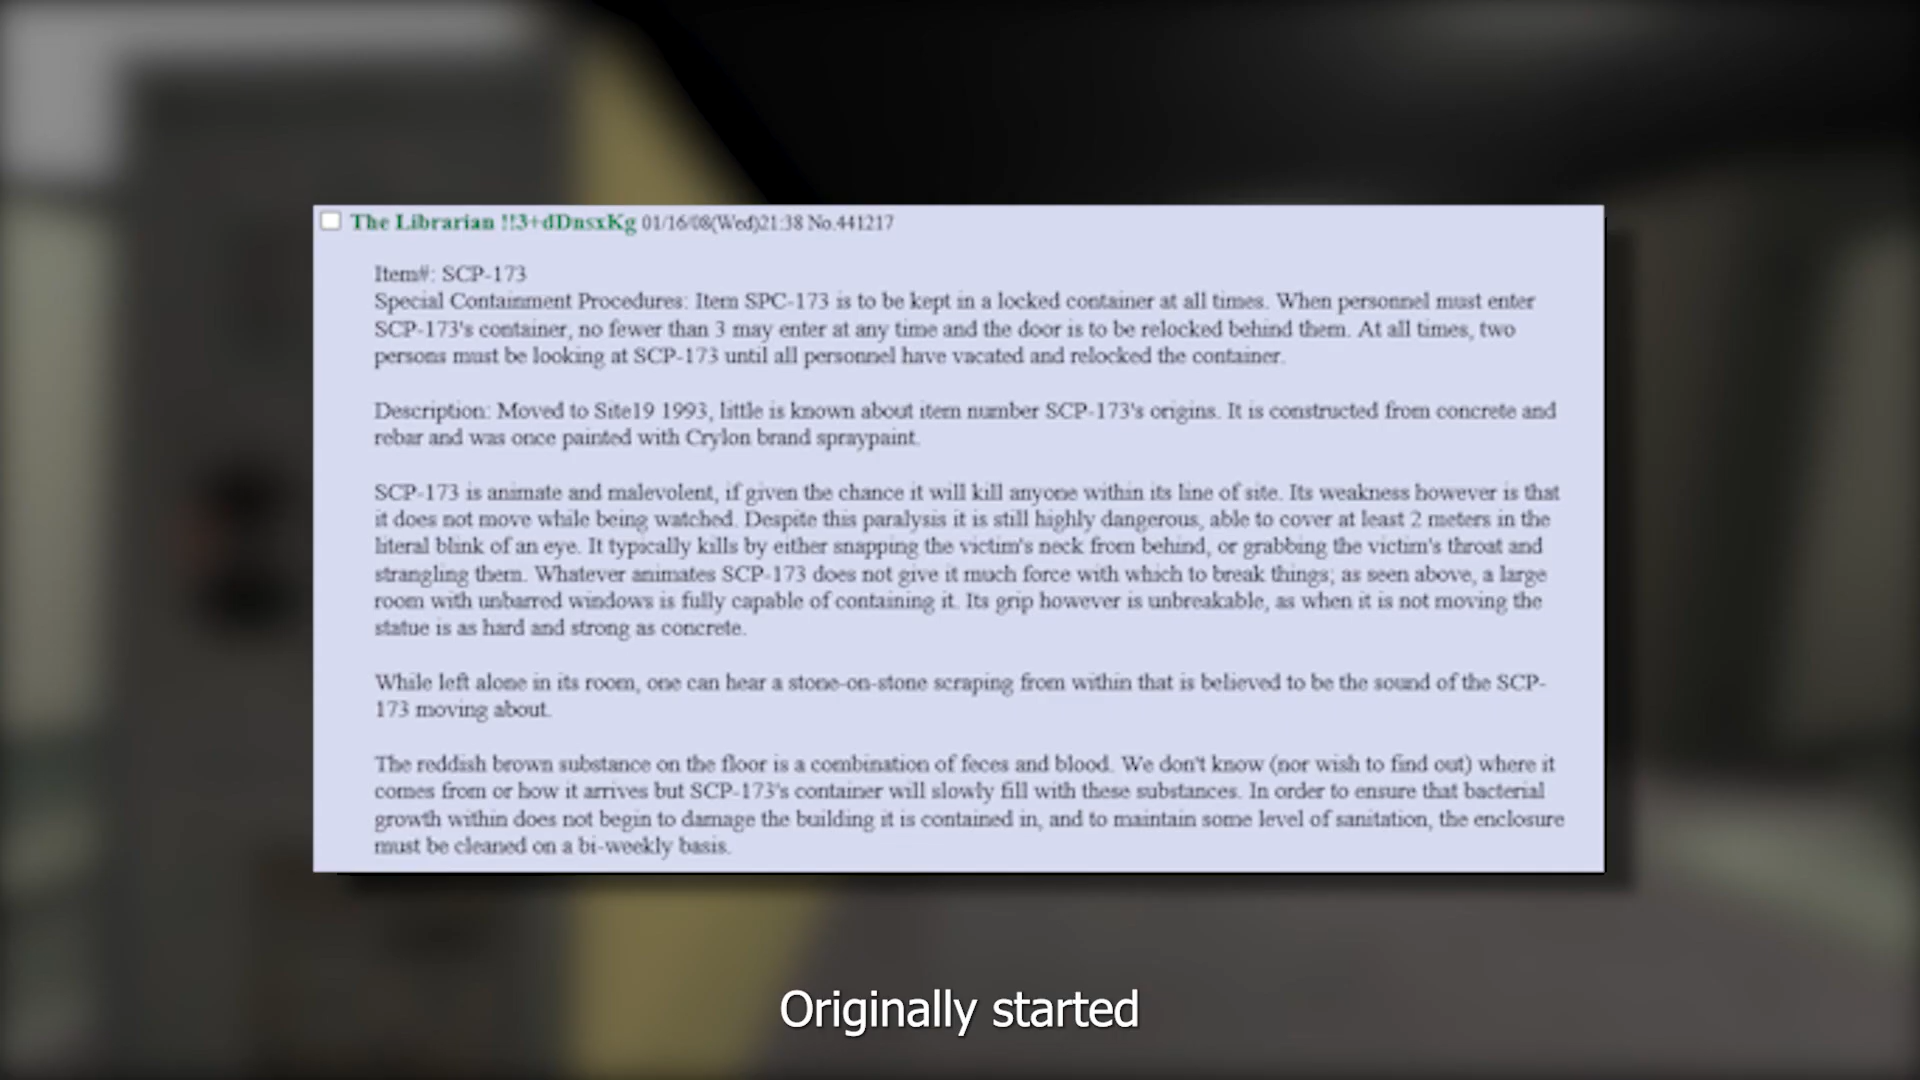 The Librarian !!3+dDnsxKg 01/16/08(Wed)21:38 No.441217
Item#: SCP-173
Special Containment Procedures: Item SPC-173 is to be kept in a locked container at all times. When personnel must enter
SCP-173's container, no fewer than 3 may enter at any time and the door is to be relocked behind them. At all times, two
persons must be looking at SCP-173 until all personnel have vacated and relocked the container.
Description: Moved to Site19 1993, little is known about item number SCP-173's origins. It is constructed from concrete and
rebar and was once painted with Crylon brand spraypaint.
SCP-173 is animate and malevolent, if given the chance it will kill anyone within its line of site. Its weakness however is that
it does not move while being watched. Despite this paralysis it is still highly dangerous, able to cover at least 2 meters in the
literal blink of an eye. It typically kills by either snapping the victim's neck from behind, or grabbing the victim's throat and
strangling them. Whatever animates SCP-173 does not give it much force with which to break things; as seen above, a large
room with unbarred windows is fully capable of containing it. Its grip however is unbreakable, as when it is not moving the
statue is as hard and strong as concrete.
While left alone in its room, one can hear a stone-on-stone scraping from within that is believed to be the sound of the SCP-
173 moving about.
The reddish brown substance on the floor is a combination of feces and blood. We don't know (nor wish to find out) where it
comes from or how it arrives but SCP-173's container will slowly fill with these substances. In order to ensure that bacterial
growth within does not begin to damage the building it is contained in, and to maintain some level of sanitation, the enclosure
must be cleaned on a bi-weekly basis.
Originally started